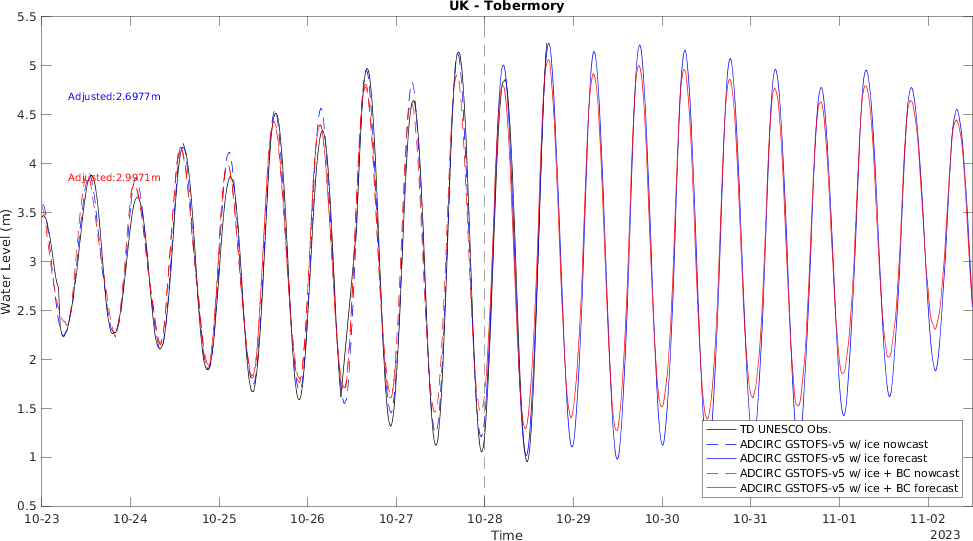 UK - Tobermory
5.5
5
4.5
4
3.5
3
2.5
2
1.5
1
0.5
Water Level (m)
Adjusted:2.6977m
Adjusted:2.9971m
TD UNESCO Obs.
ADCIRC GSTOFS-v5 w/ ice nowcast
ADCIRC GSTOFS-v5 w/ ice forecast
ADCIRC GSTOFS-v5 w/ ice + BC nowcast
ADCIRC GSTOFS-v5 w/ ice + BC forecast
10-23 10-24 10-25 10-26 10-27 10-28 10-29 10-30 10-31 11-01 11-02
Time
2023